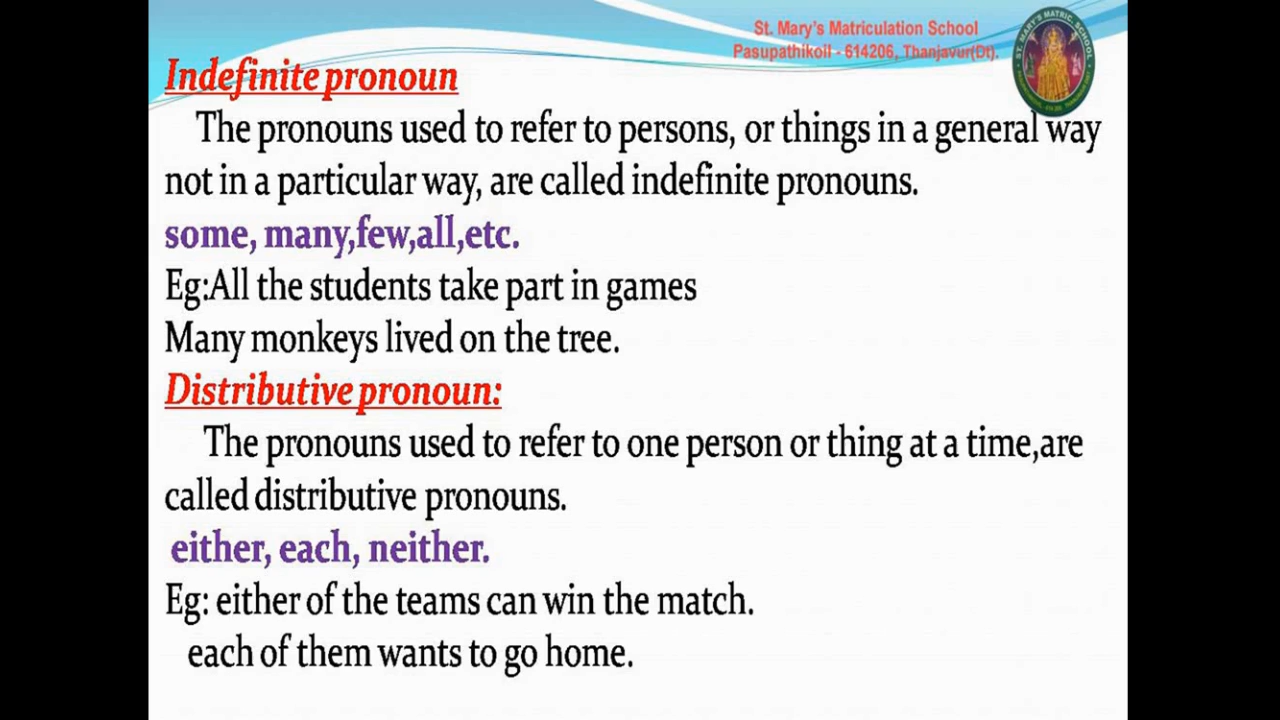 St. Mary's Matriculation School
Pasupathikoil - 614206, Thanjavur(Dt).
Indefinite pronoun
The pronouns used to refer to persons, or things in a general way
not in a particular way, are called indefinite pronouns.
some, many,few,all,etc.
Eg:All the students take part in games
Many monkeys lived on the tree.
Distributive pronoun:
The pronouns used to refer to one person or thing at a time,are
called distributive pronouns.
either, each, neither.
Eg: either of the teams can win the match.
each of them wants to go home.